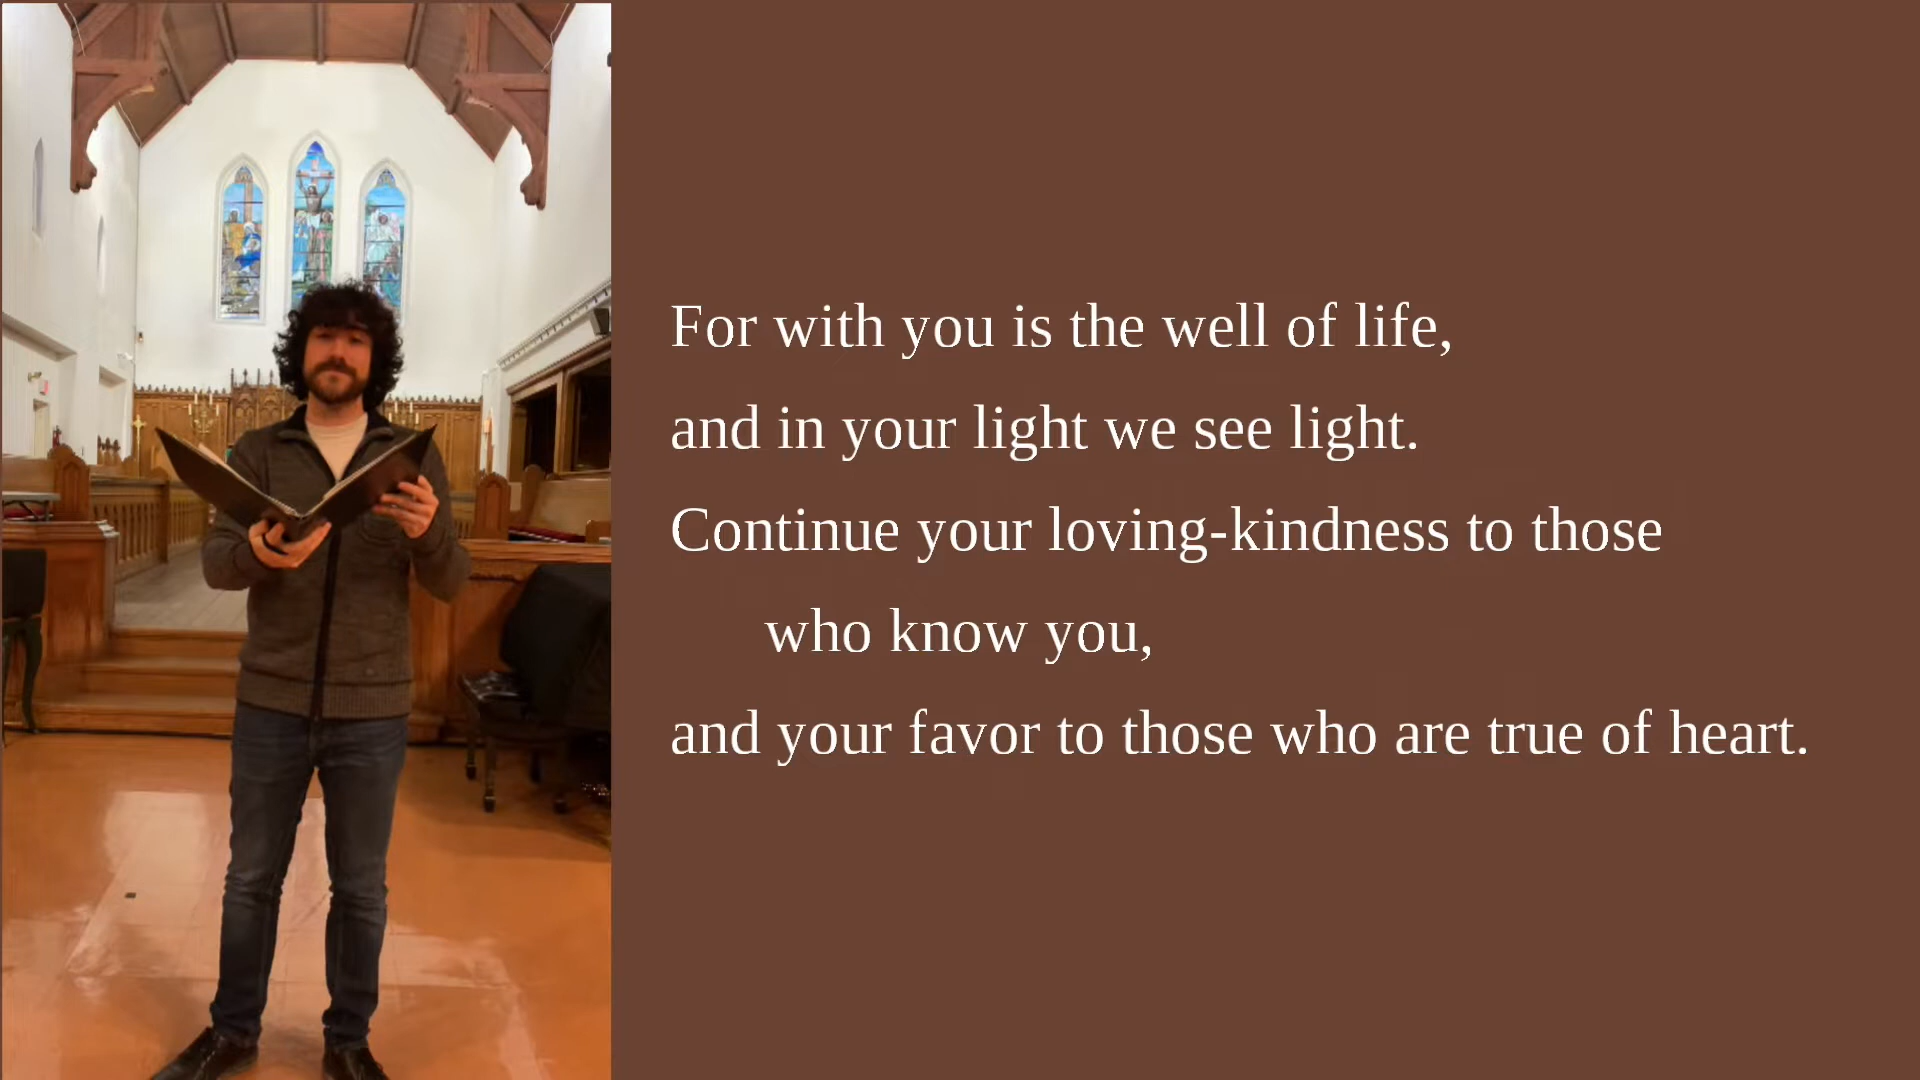 For with you is the well of life,
and in your light we see light.
Continue your loving-kindness to those
who know you,
and your favor to those who are true of heart.